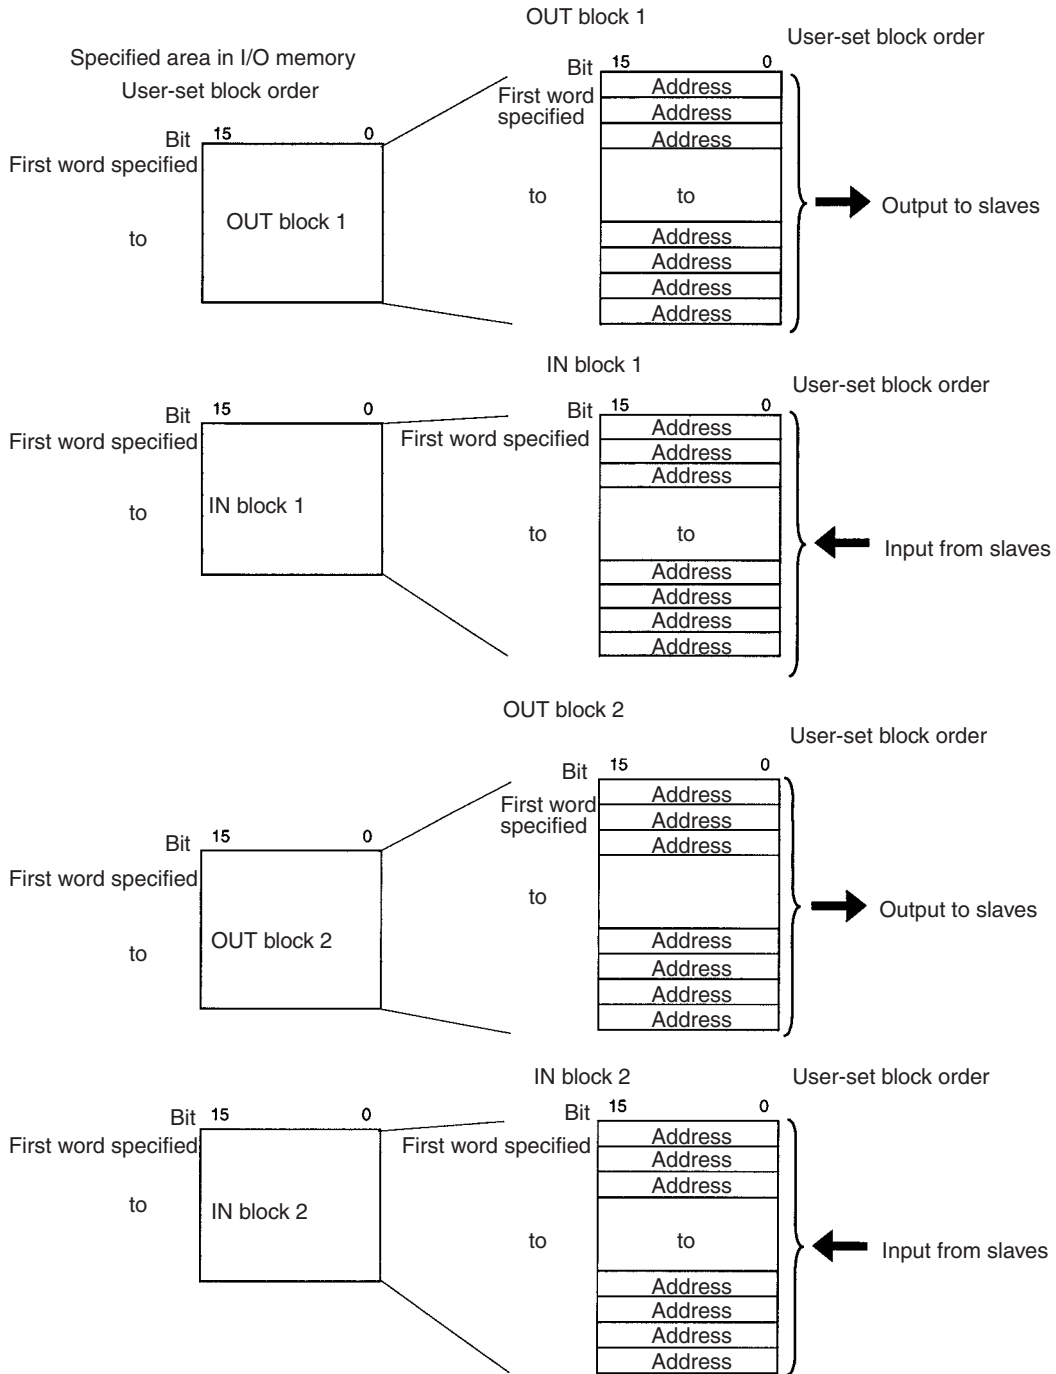 OUT block 1
User-set block order
Specified area in I/O memory
User-set block order
Bit 15 0
First word specified
to
OUT block 1
Bit 15 0
First word
specified
to
Address
Address
Address
to
Address
Address
Address
Address
Output to slaves
IN block 1
User-set block order
Bit 15 0
First word specified
to
IN block 1
Bit 15 0
First word specified
to
Address
Address
Address
to
Address
Address
Address
Address
Input from slaves
OUT block 2
User-set block order
Bit 15 0
First word specified
to
OUT block 2
Bit 15 0
First word
specified
to
Address
Address
Address
Address
Address
Address
Address
Output to slaves
IN block 2
User-set block order
Bit 15 0
First word specified
to
IN block 2
Bit 15 0
First word specified
to
Address
Address
Address
to
Address
Address
Address
Address
Input from slaves